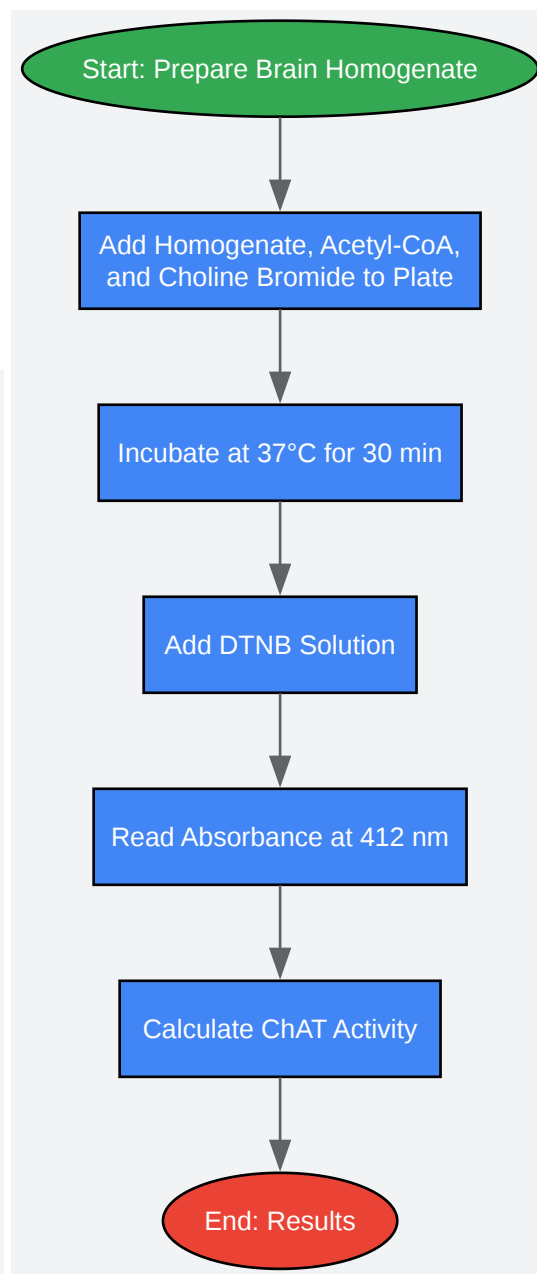 Start: Prepare Brain Homogenate
Add Homogenate, Acetyl-CoA,
and Choline Bromide to Plate
Incubate at 37°C for 30 min
Add DTNB Solution
Read Absorbance at 412 nm
Calculate ChAT Activity
End: Results